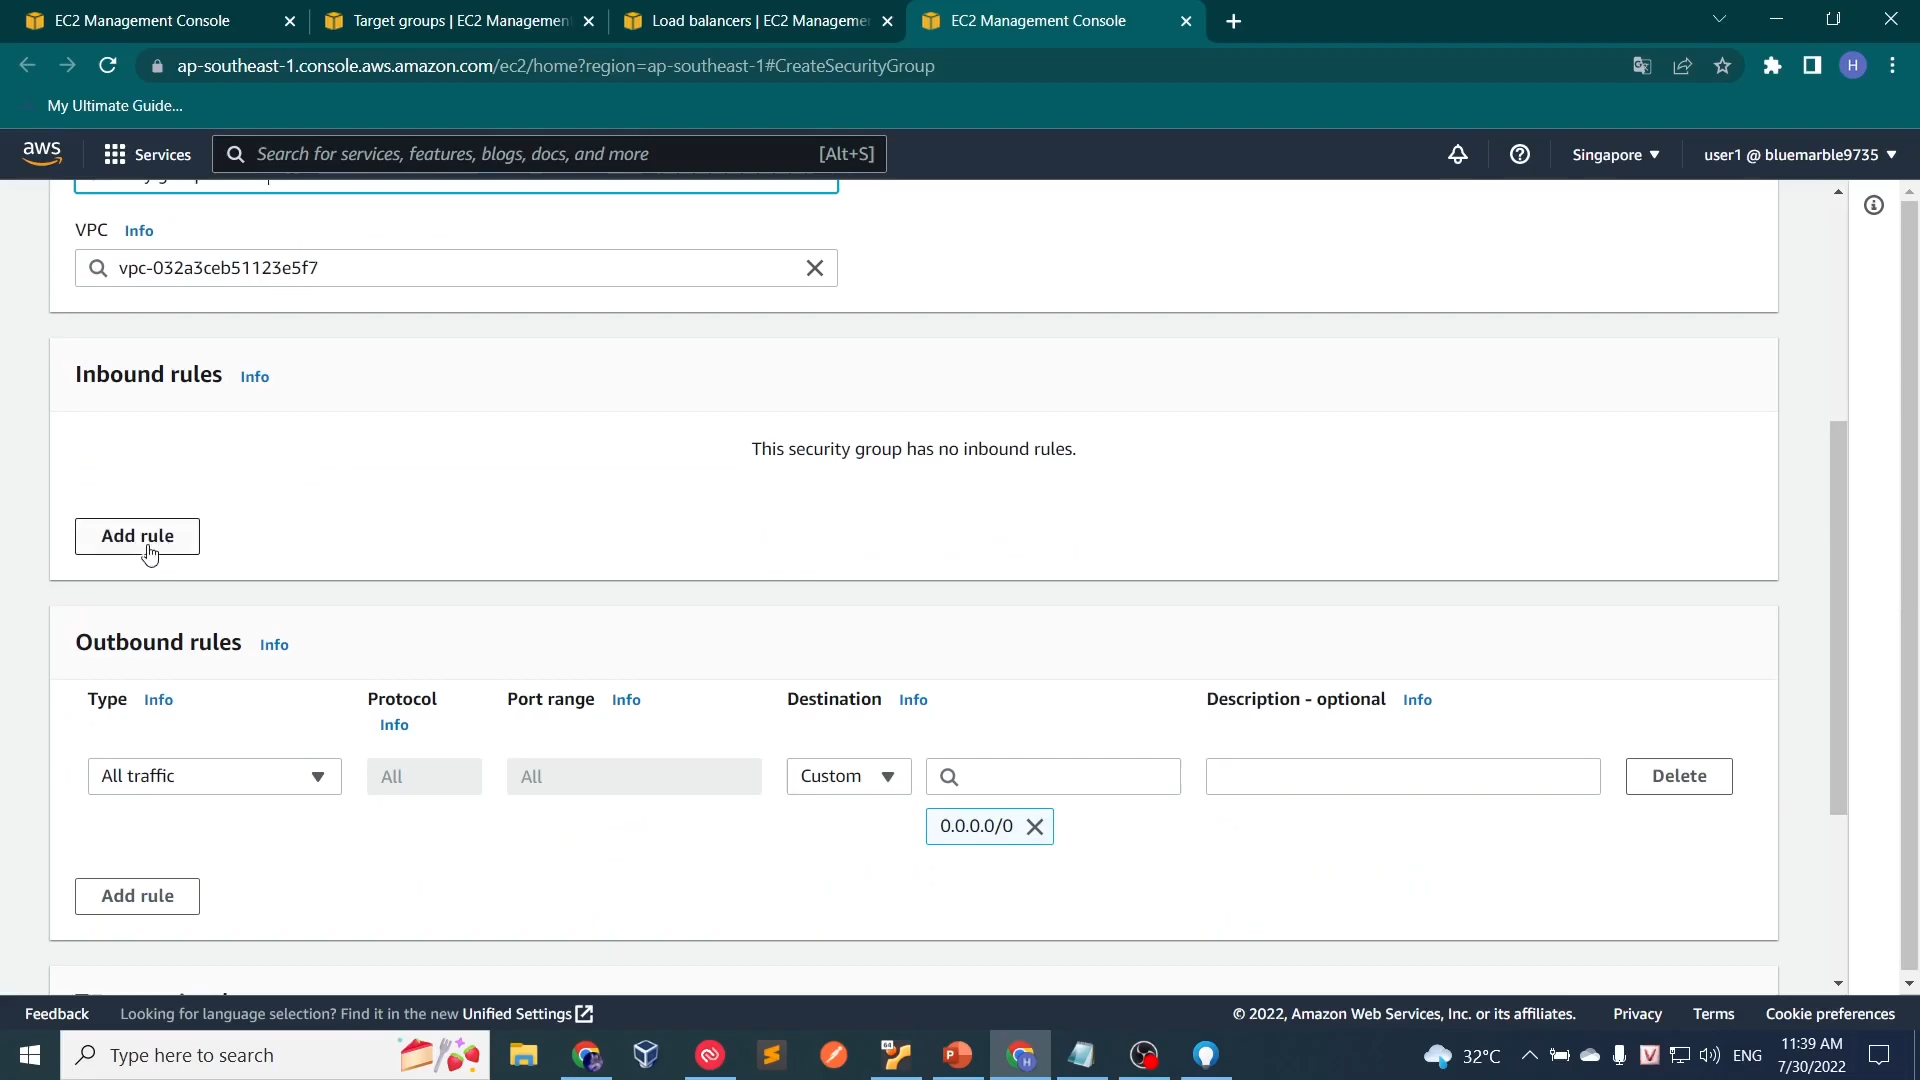 EC2 Management Console
Target groups | EC2 Management
Load balancers | EC2 Managemen
EC2 Management Console
ap-southeast-1.console.aws.amazon.com/ec2/home?region=ap-southeast-1#CreateSecurityGroup
H
My Ultimate Guide...
aws
Services
Search for services, features, blogs, docs, and more
[Alt+S]
Singapore
user1 @ bluemarble9735
VPC Info
vpc-032a3ceb51123e5f7
Inbound rules Info
This security group has no inbound rules.
Add rule
Outbound rules Info
Type Info
Protocol
Info
Port range Info
Destination Info
Description - optional Info
All traffic
All
All
Custom
Delete
0.0.0.0/0
Add rule
Feedback
Looking for language selection? Find it in the new Unified Settings
© 2022, Amazon Web Services, Inc. or its affiliates.
Privacy
Terms
Cookie preferences
Type here to search
64
32°C
ENG
11:39 AM
7/30/2022